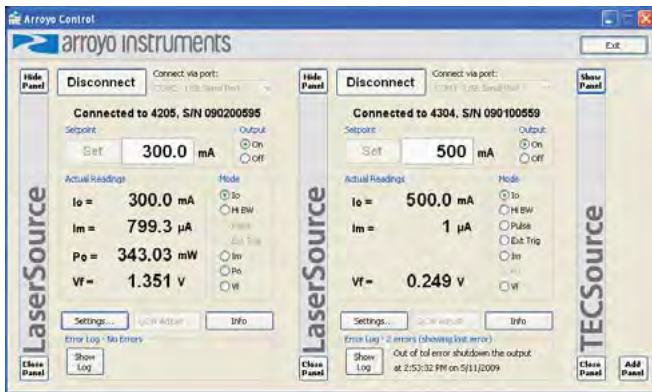 Arroyo Control
arroyo instruments
Exit
Hide Panel
LaserSource
Close Panel
Disconnect
Connect via port:
Connected to 4205, S/N 090200595
Setpoint
Output
Set
300.0 mA
On
Off
Actual Readings
Mode
Io = 300.0 mA
Im = 799.3 µA
Po = 343.03 mW
Vf = 1.351 V
Io
Hi BW
Pulse
Ext Trig
Im
Po
Vf
Settings...
Info
Error Log - No Errors
Show Log
Hide Panel
LaserSource
Close Panel
Disconnect
Connect via port:
Connected to 4304, S/N 090100559
Setpoint
Output
Set
500 mA
On
Off
Actual Readings
Mode
Io = 500.0 mA
Im = 1 µA
Vf = 0.249 V
Io
Hi BW
Pulse
Ext Trig
Im
Vf
Settings...
Info
Error Log - 2 errors (showing last error)
Show Log
Out of tol error shutdown the output
at 2:53:32 PM on 5/11/2009
Show Panel
TECSource
Close Panel
Add Panel